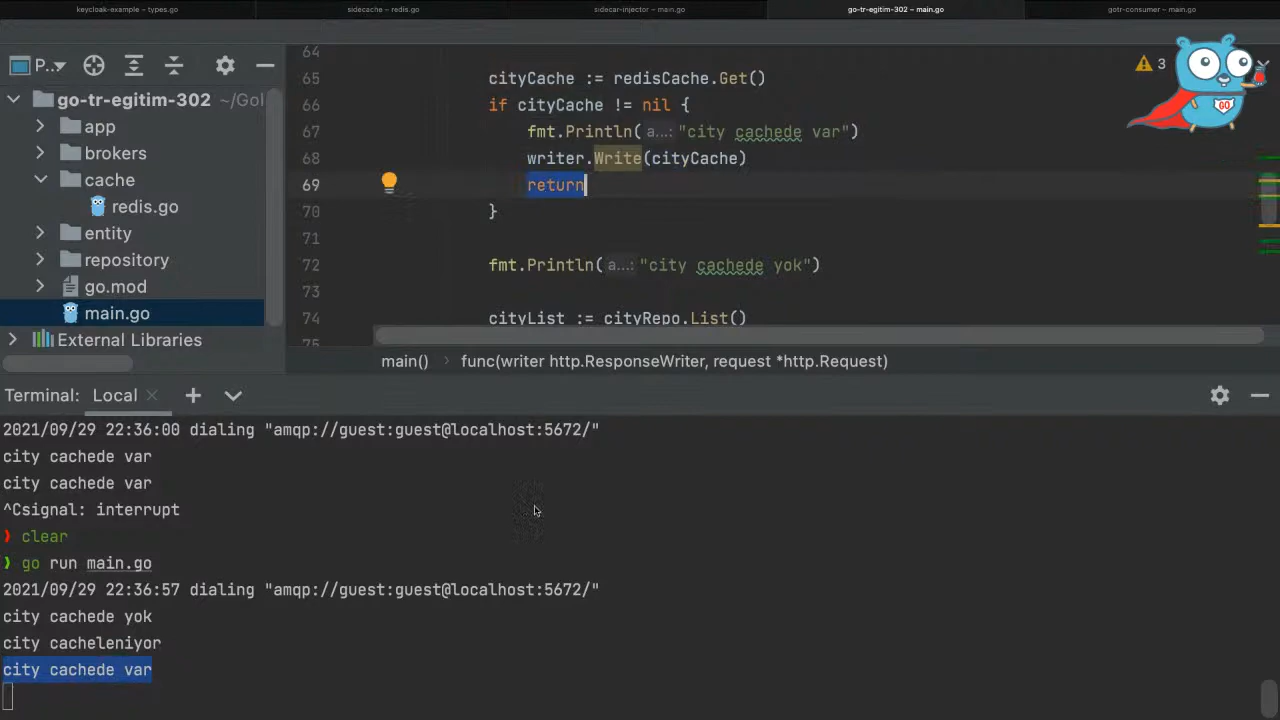 keycloak-example – types.go
sidecache – redis.go
sidecar-injector – main.go
go-tr-egitim-302 – main.go
gotr-consumer – main.go
P..
go-tr-egitim-302 ~/Gol
app
brokers
cache
redis.go
entity
repository
go.mod
main.go
External Libraries
64
65 cityCache := redisCache.Get()
66 if cityCache != nil {
67 fmt.Println( a...: "city cachede var")
68 writer.Write(cityCache)
69 return
70 }
71
72 fmt.Println( a...: "city cachede yok")
73
74 cityList := cityRepo.List()
75
3
GO
main() › func(writer http.ResponseWriter, request *http.Request)
Terminal: Local × +
2021/09/29 22:36:00 dialing "amqp://guest:guest@localhost:5672/"
city cachede var
city cachede var
^Csignal: interrupt
❯ clear
❯ go run main.go
2021/09/29 22:36:57 dialing "amqp://guest:guest@localhost:5672/"
city cachede yok
city cacheleniyor
city cachede var